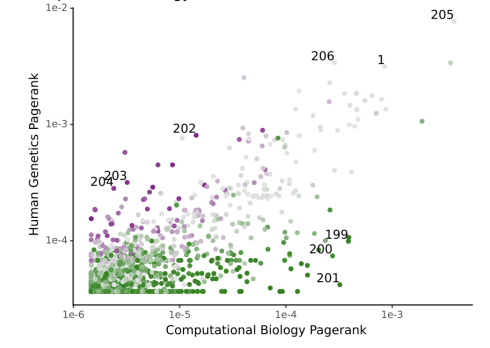 1e-2
205
206
1
1e-3
202
203
204
1e-4
199
200
201
1e-6
1e-5
1e-4
1e-3
Human Genetics Pagerank
Computational Biology Pagerank